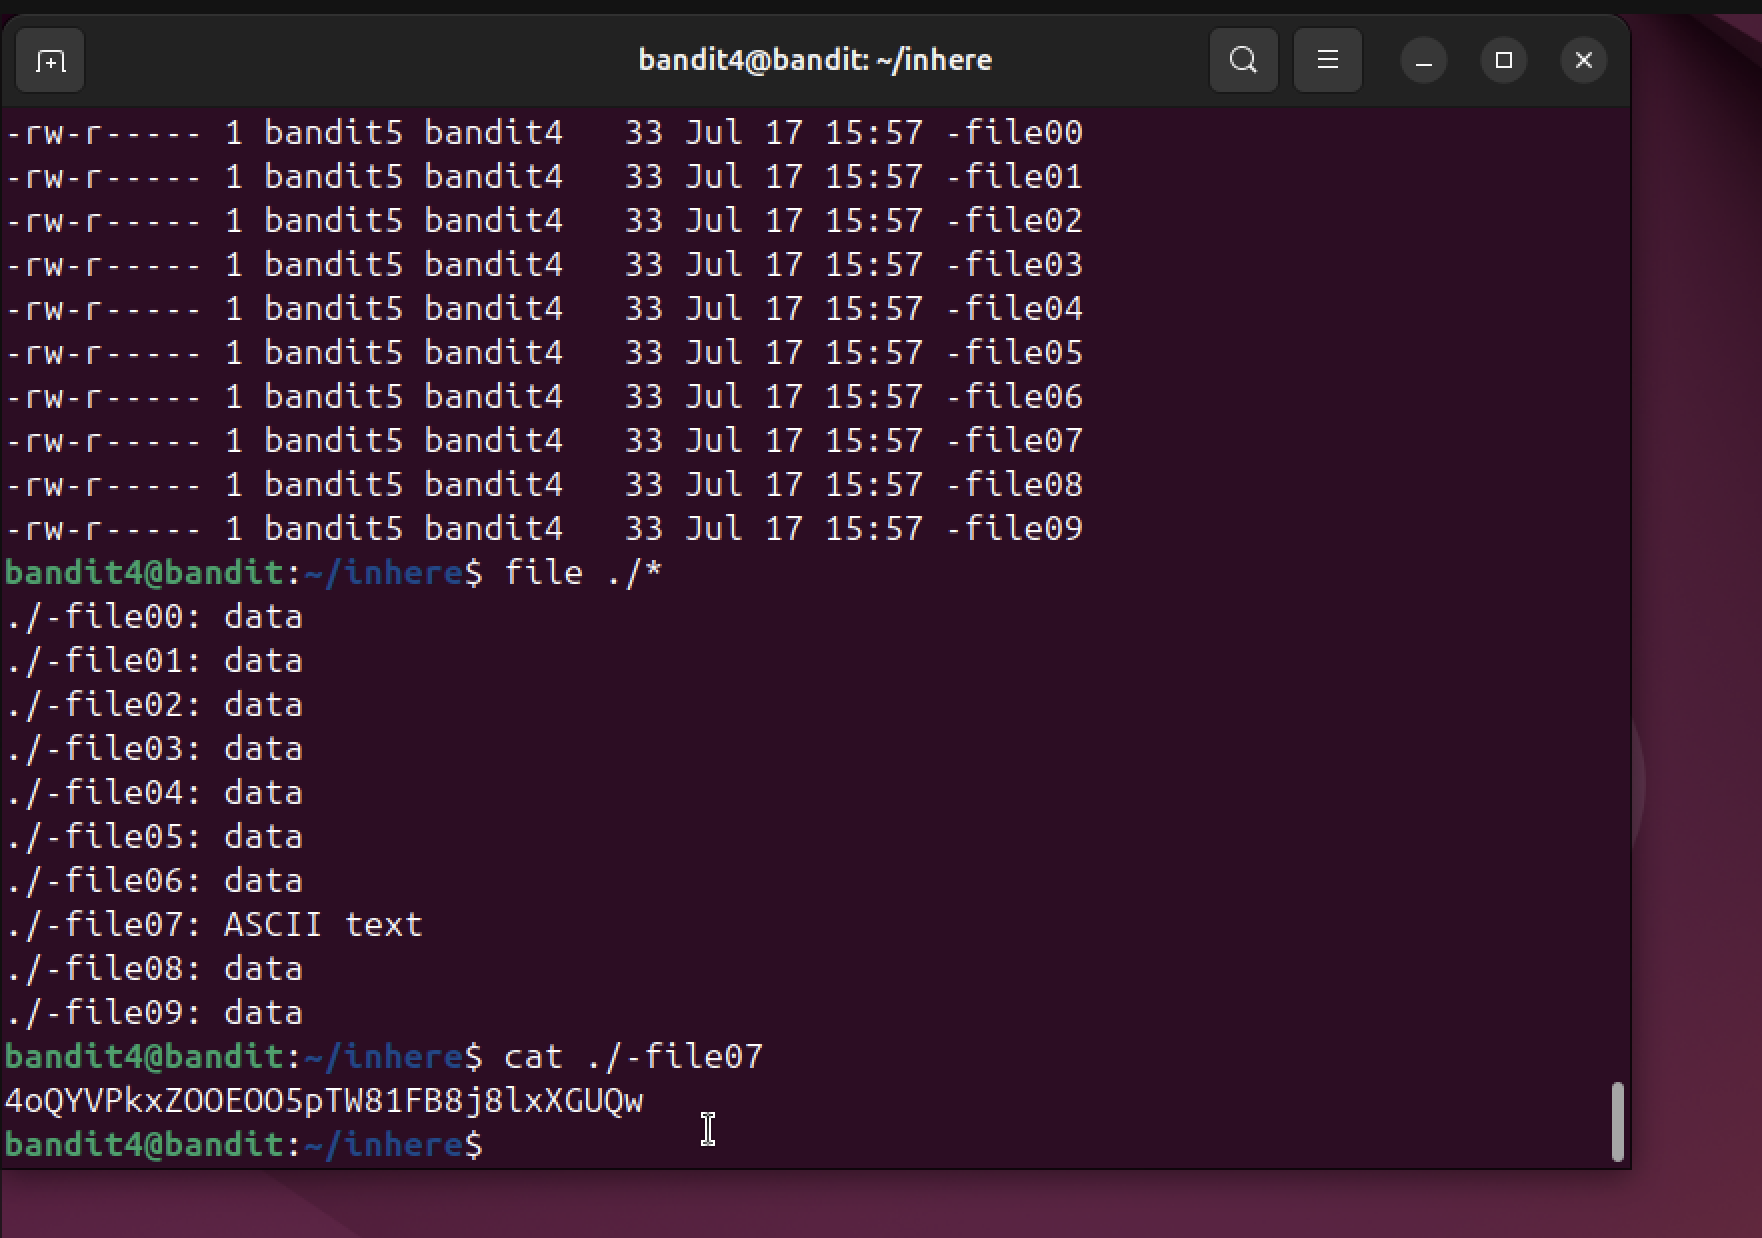 bandit4@bandit: ~/inhere
-rw-r----- 1 bandit5 bandit4   33 Jul 17 15:57 -file00
-rw-r----- 1 bandit5 bandit4   33 Jul 17 15:57 -file01
-rw-r----- 1 bandit5 bandit4   33 Jul 17 15:57 -file02
-rw-r----- 1 bandit5 bandit4   33 Jul 17 15:57 -file03
-rw-r----- 1 bandit5 bandit4   33 Jul 17 15:57 -file04
-rw-r----- 1 bandit5 bandit4   33 Jul 17 15:57 -file05
-rw-r----- 1 bandit5 bandit4   33 Jul 17 15:57 -file06
-rw-r----- 1 bandit5 bandit4   33 Jul 17 15:57 -file07
-rw-r----- 1 bandit5 bandit4   33 Jul 17 15:57 -file08
-rw-r----- 1 bandit5 bandit4   33 Jul 17 15:57 -file09
bandit4@bandit:~/inhere$ file ./*
./-file00: data
./-file01: data
./-file02: data
./-file03: data
./-file04: data
./-file05: data
./-file06: data
./-file07: ASCII text
./-file08: data
./-file09: data
bandit4@bandit:~/inhere$ cat ./-file07
4oQYVPkxZOOEOO5pTW81FB8j8lxXGUQw
bandit4@bandit:~/inhere$